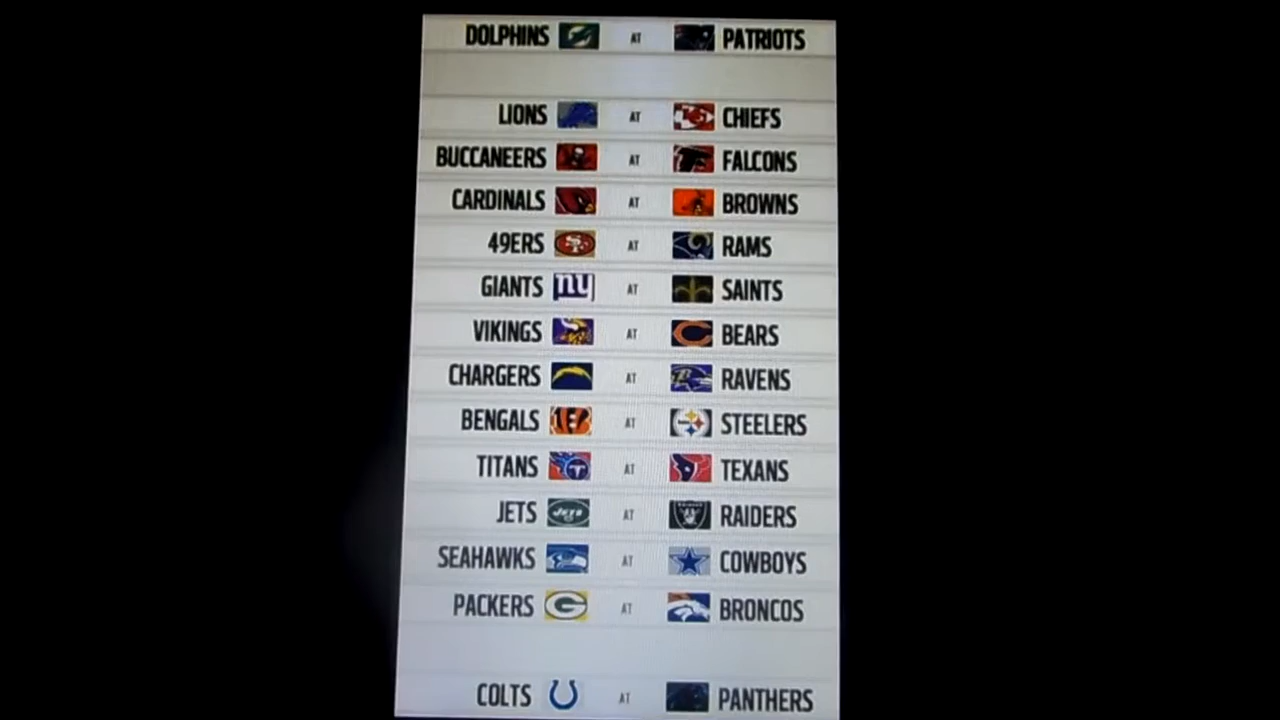 DOLPHINS AT PATRIOTS
LIONS AT CHIEFS
BUCCANEERS AT FALCONS
CARDINALS AT BROWNS
49ERS AT RAMS
GIANTS ny AT SAINTS
VIKINGS AT BEARS
CHARGERS AT RAVENS
BENGALS AT STEELERS
TITANS T AT TEXANS
JETS JETS AT RAIDERS
SEAHAWKS AT COWBOYS
PACKERS G AT BRONCOS
COLTS AT PANTHERS